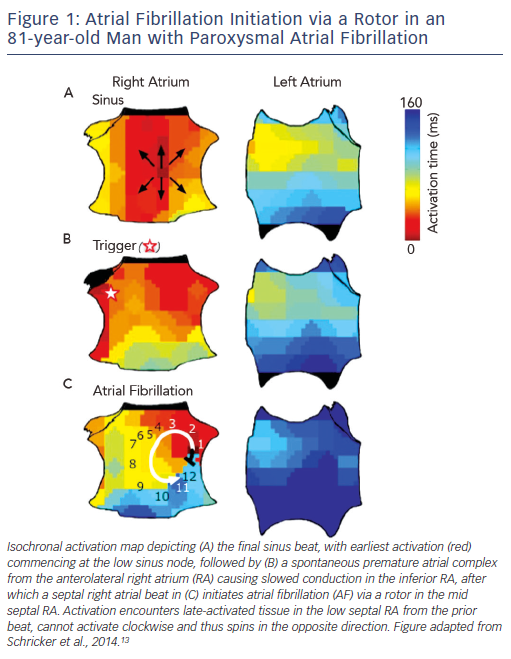 Figure 1: Atrial Fibrillation Initiation via a Rotor in an
81-year-old Man with Paroxysmal Atrial Fibrillation
Right Atrium
Left Atrium
A
Sinus
160
Activation time (ms)
0
B
Trigger (☆)
C
Atrial Fibrillation
1
2
3
4
5
6
7
8
9
10
11
12
Isochronal activation map depicting (A) the final sinus beat, with earliest activation (red)
commencing at the low sinus node, followed by (B) a spontaneous premature atrial complex
from the anterolateral right atrium (RA) causing slowed conduction in the inferior RA, after
which a septal right atrial beat in (C) initiates atrial fibrillation (AF) via a rotor in the mid
septal RA. Activation encounters late-activated tissue in the low septal RA from the prior
beat, cannot activate clockwise and thus spins in the opposite direction. Figure adapted from
Schricker et al., 2014.¹³